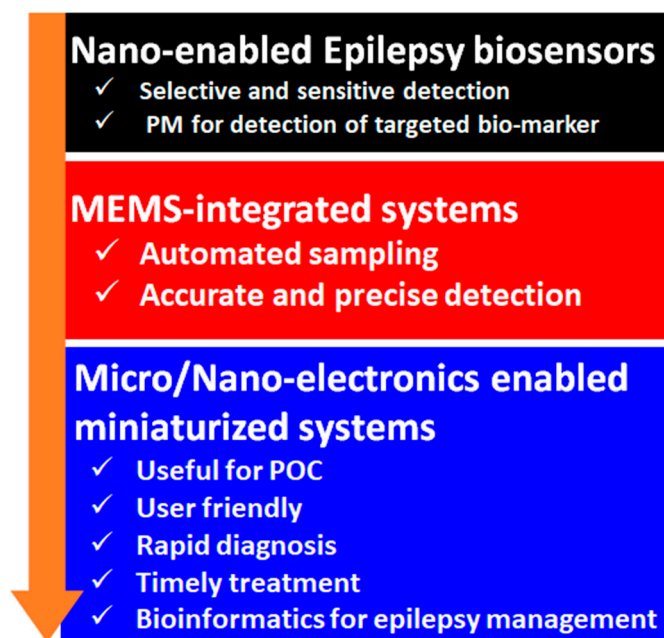 Nano-enabled Epilepsy biosensors
✓ Selective and sensitive detection
✓ PM for detection of targeted bio-marker
MEMS-integrated systems
✓ Automated sampling
✓ Accurate and precise detection
Micro/Nano-electronics enabled
miniaturized systems
✓ Useful for POC
✓ User friendly
✓ Rapid diagnosis
✓ Timely treatment
✓ Bioinformatics for epilepsy management